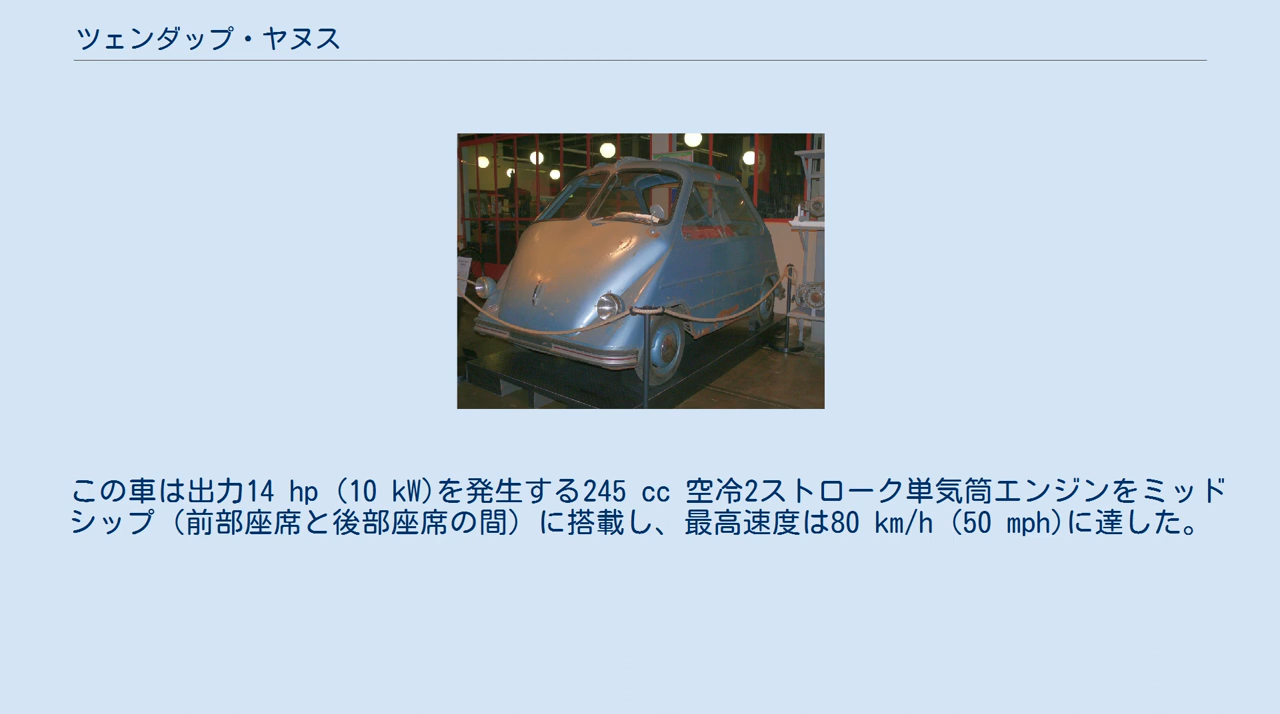 ツェンダップ・ヤヌス
この車は出力14 hp (10 kW)を発生する245 cc 空冷2ストローク単気筒エンジンをミッド
シップ（前部座席と後部座席の間）に搭載し、最高速度は80 km/h (50 mph)に達した。